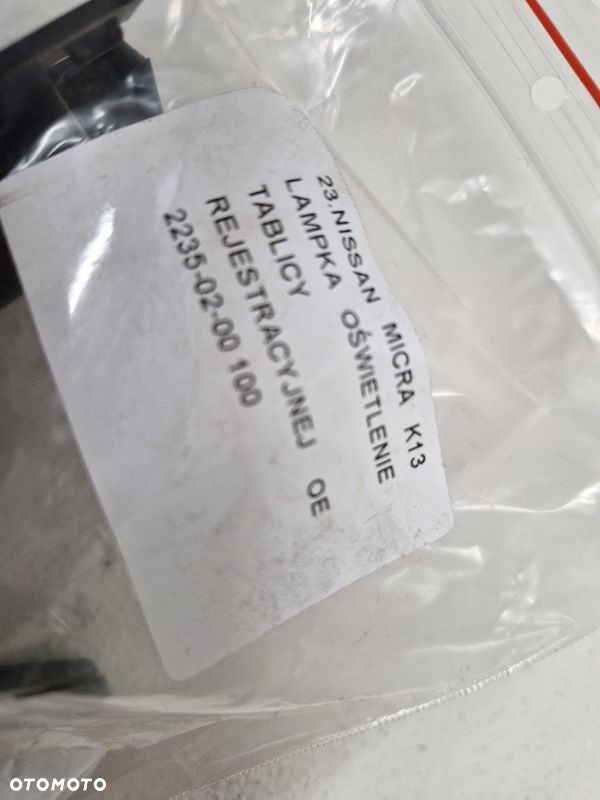 23.NISSAN MICRA K13
LAMPKA OŚWIETLENIE
TABLICY
REJESTRACYJNEJ OE
2235-02-00 100
OTOMOTO